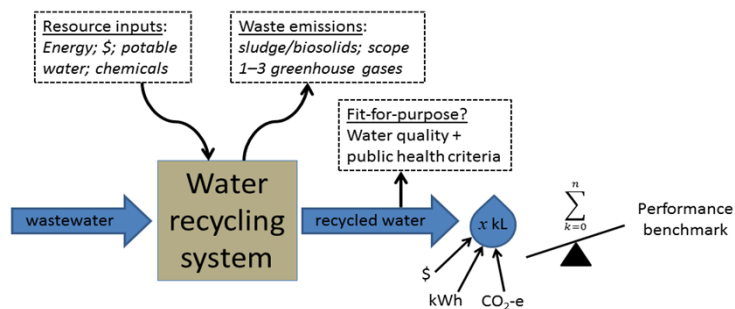 Resource inputs:
Energy; $; potable
water; chemicals
Waste emissions:
sludge/biosolids; scope
1–3 greenhouse gases
Fit-for-purpose?
Water quality +
public health criteria
wastewater
Water
recycling
system
recycled water
x kL
$
kWh
CO₂-e
n
∑
k=0
Performance
benchmark